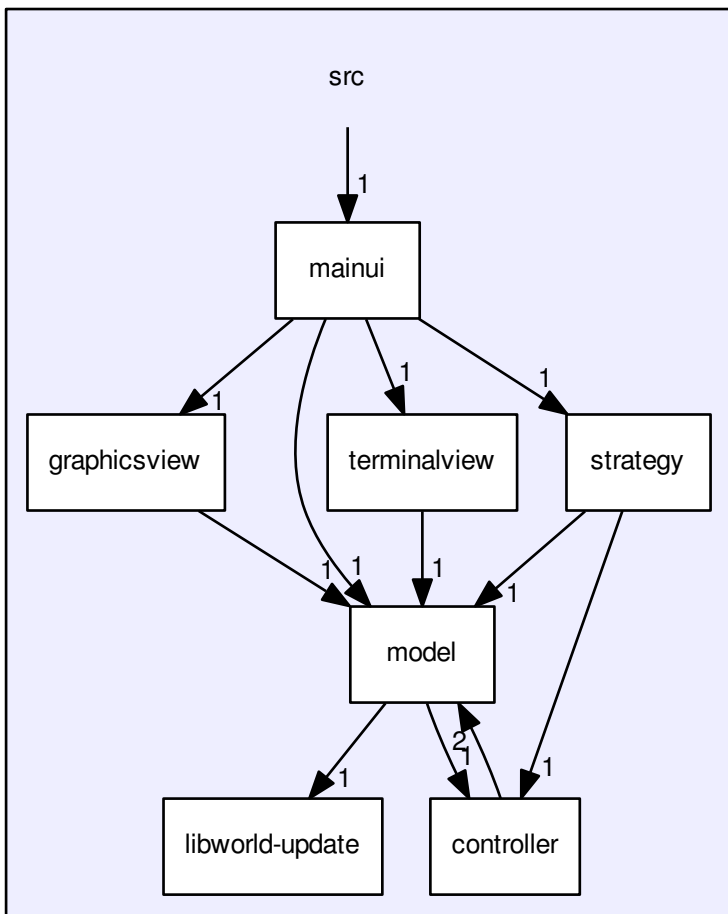 src
1
mainui
1
1
1
graphicsview
terminalview
strategy
1
1
1
1
model
2
1
1
1
libworld-update
controller